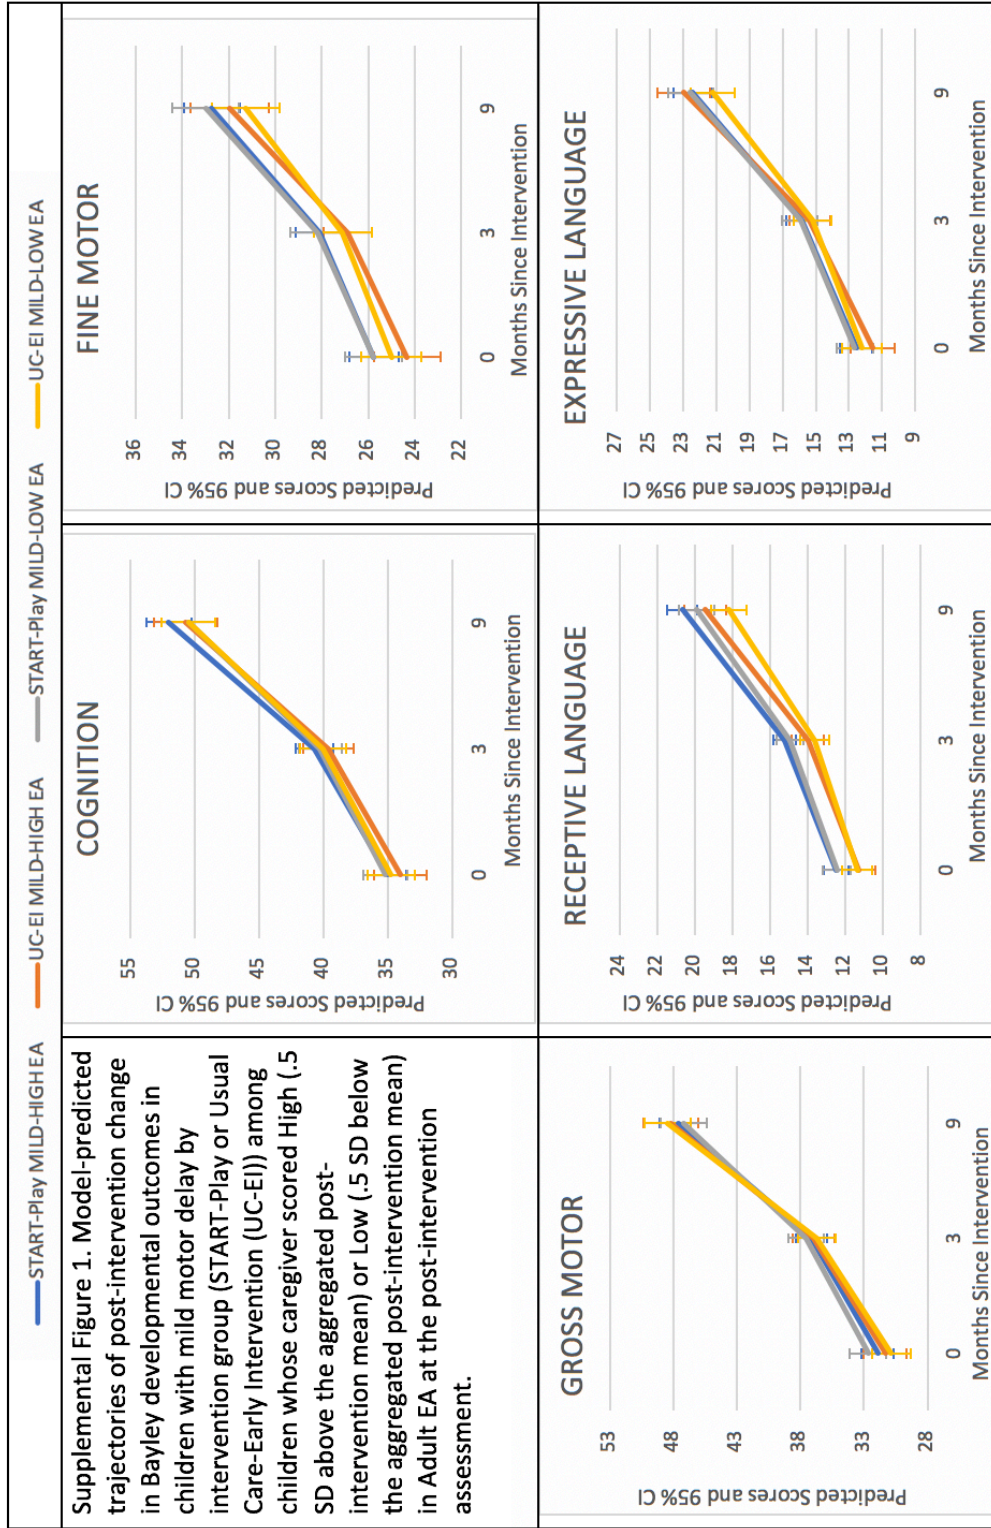 START-Play MILD-HIGH EA UC-EI MILD-HIGH EA START-Play MILD-LOW EA UC-EI MILD-LOW EA
Supplemental Figure 1. Model-predicted
trajectories of post-intervention change
in Bayley developmental outcomes in
children with mild motor delay by
intervention group (START-Play or Usual
Care-Early Intervention (UC-EI)) among
children whose caregiver scored High (.5
SD above the aggregated post-
intervention mean) or Low (.5 SD below
the aggregated post-intervention mean)
in Adult EA at the post-intervention
assessment.
COGNITION
Predicted Scores and 95% CI
55
50
45
40
35
30
0 3 9
Months Since Intervention
FINE MOTOR
Predicted Scores and 95% CI
36
34
32
30
28
26
24
22
0 3 9
Months Since Intervention
GROSS MOTOR
Predicted Scores and 95% CI
53
48
43
38
33
28
0 3 9
Months Since Intervention
RECEPTIVE LANGUAGE
Predicted Scores and 95% CI
24
22
20
18
16
14
12
10
8
0 3 9
Months Since Intervention
EXPRESSIVE LANGUAGE
Predicted Scores and 95% CI
27
25
23
21
19
17
15
13
11
9
0 3 9
Months Since Intervention